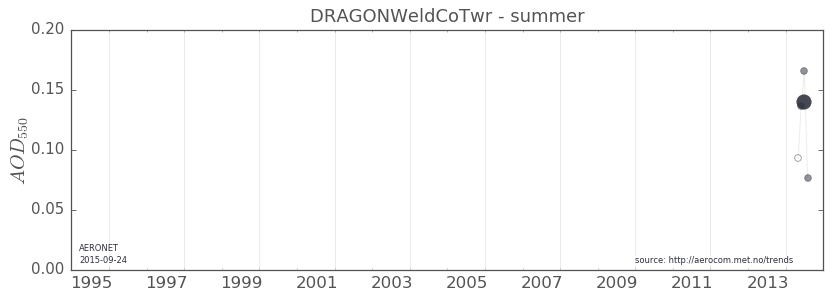 DRAGONWeldCoTwr - summer
0.20
0.15
0.10
0.05
0.00
AOD550
AERONET
2015-09-24
source: http://aerocom.met.no/trends
1995 1997 1999 2001 2003 2005 2007 2009 2011 2013